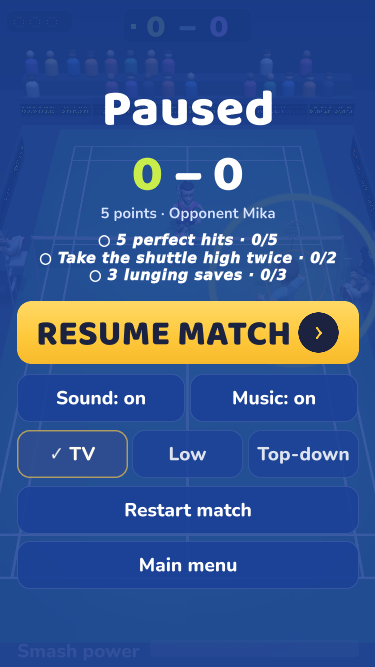 · 0 – 0
Paused
0 – 0
5 points · Opponent Mika
○ 5 perfect hits · 0/5
○ Take the shuttle high twice · 0/2
○ 3 lunging saves · 0/3
RESUME MATCH ›
Sound: on
Music: on
✓ TV
Low
Top-down
Restart match
Main menu
Smash power